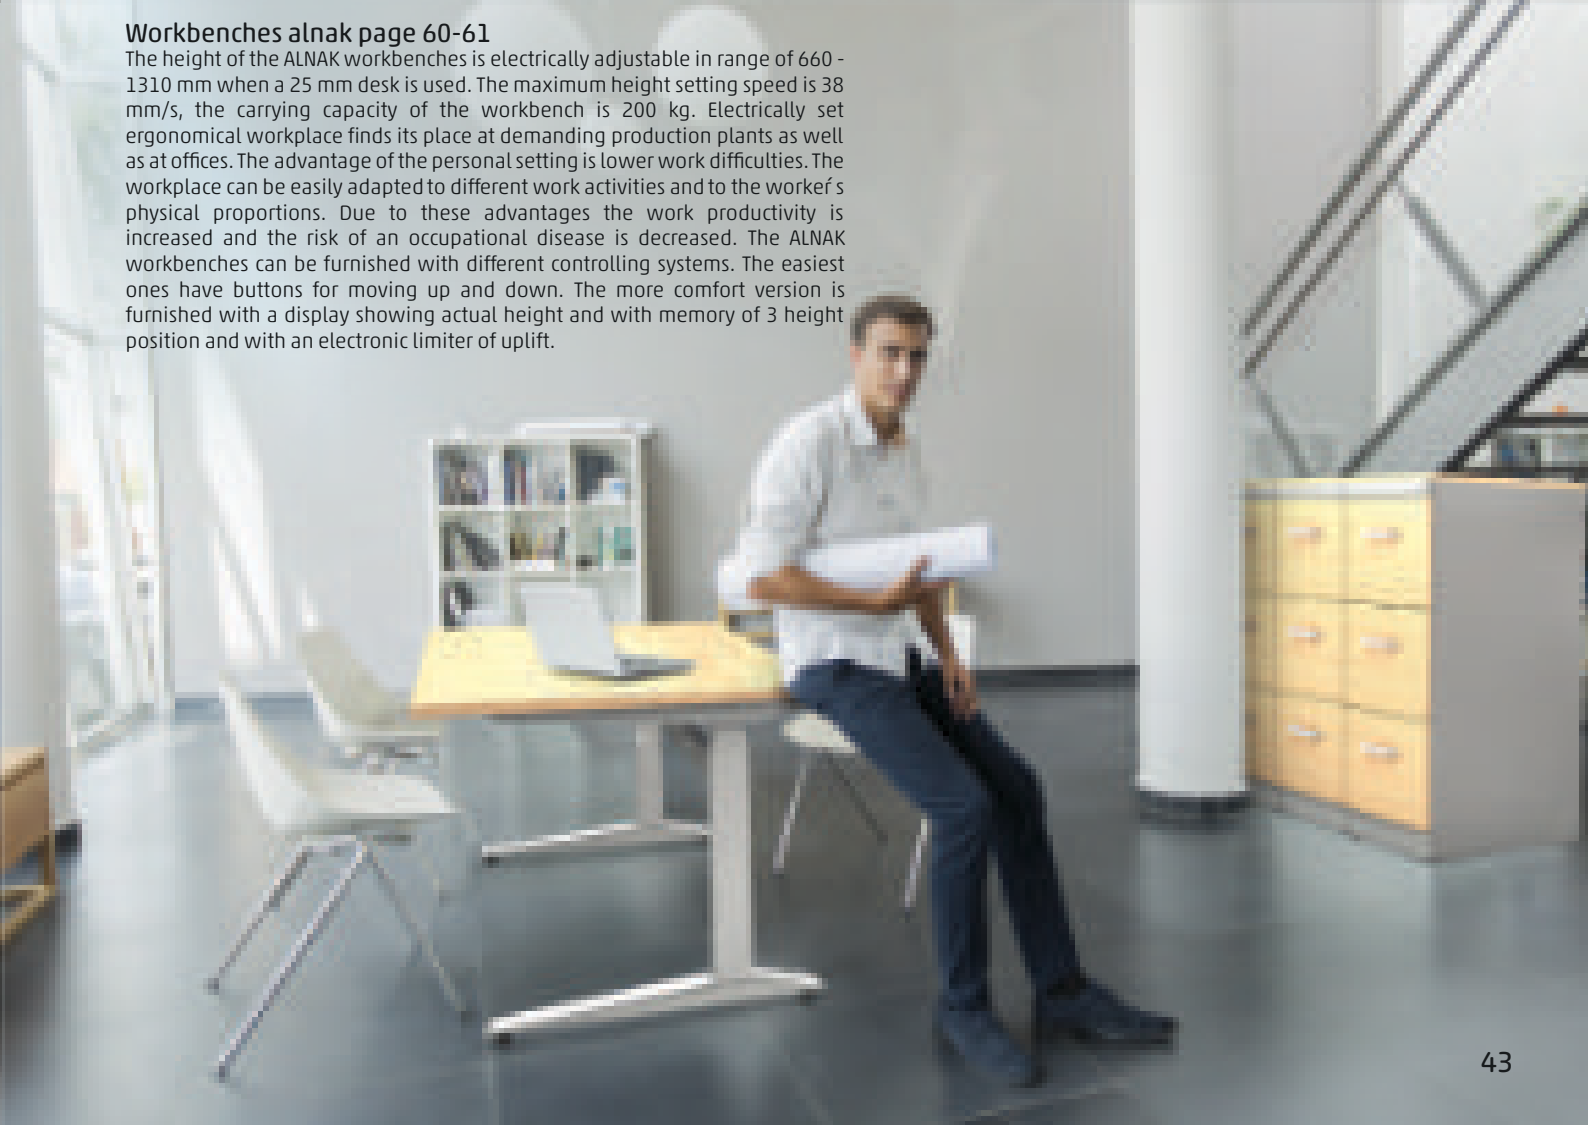 Workbenches alnak page 60-61
The height of the ALNAK workbenches is electrically adjustable in range of 660 -
1310 mm when a 25 mm desk is used. The maximum height setting speed is 38
mm/s, the carrying capacity of the workbench is 200 kg. Electrically set
ergonomical workplace finds its place at demanding production plants as well
as at offices. The advantage of the personal setting is lower work difficulties. The
workplace can be easily adapted to different work activities and to the worker´s
physical proportions. Due to these advantages the work productivity is
increased and the risk of an occupational disease is decreased. The ALNAK
workbenches can be furnished with different controlling systems. The easiest
ones have buttons for moving up and down. The more comfort version is
furnished with a display showing actual height and with memory of 3 height
position and with an electronic limiter of uplift.
43